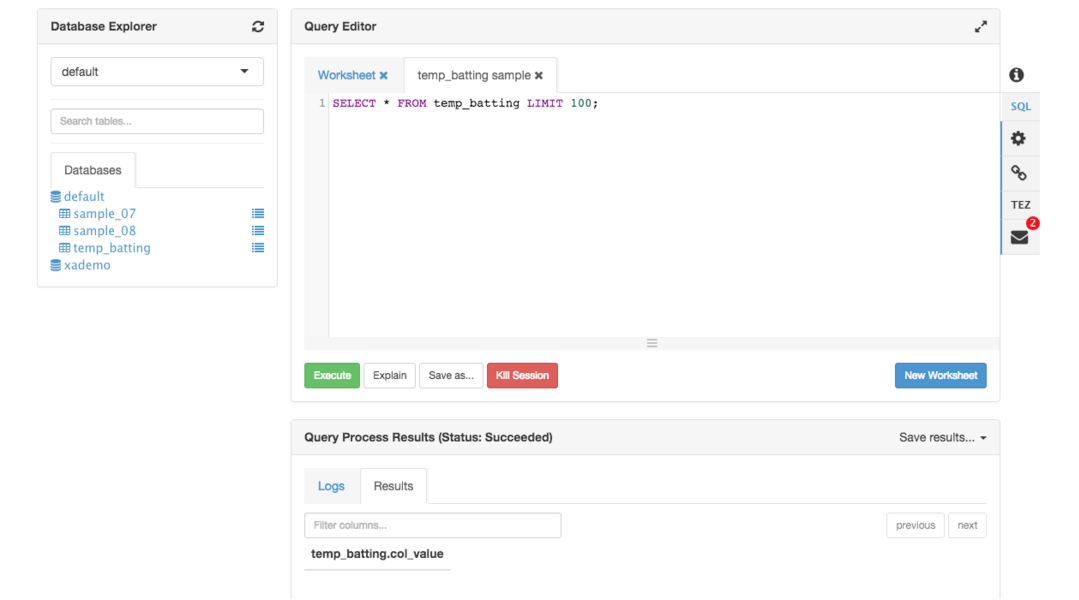 Database Explorer
default
Search tables...
Databases
default
sample_07
sample_08
temp_batting
xademo
Query Editor
Worksheet
temp_batting sample
1 SELECT * FROM temp_batting LIMIT 100;
Execute Explain Save as... Kill Session New Worksheet
SQL
TEZ
2
Query Process Results (Status: Succeeded) Save results...
Logs Results
Filter columns... previous next
temp_batting.col_value